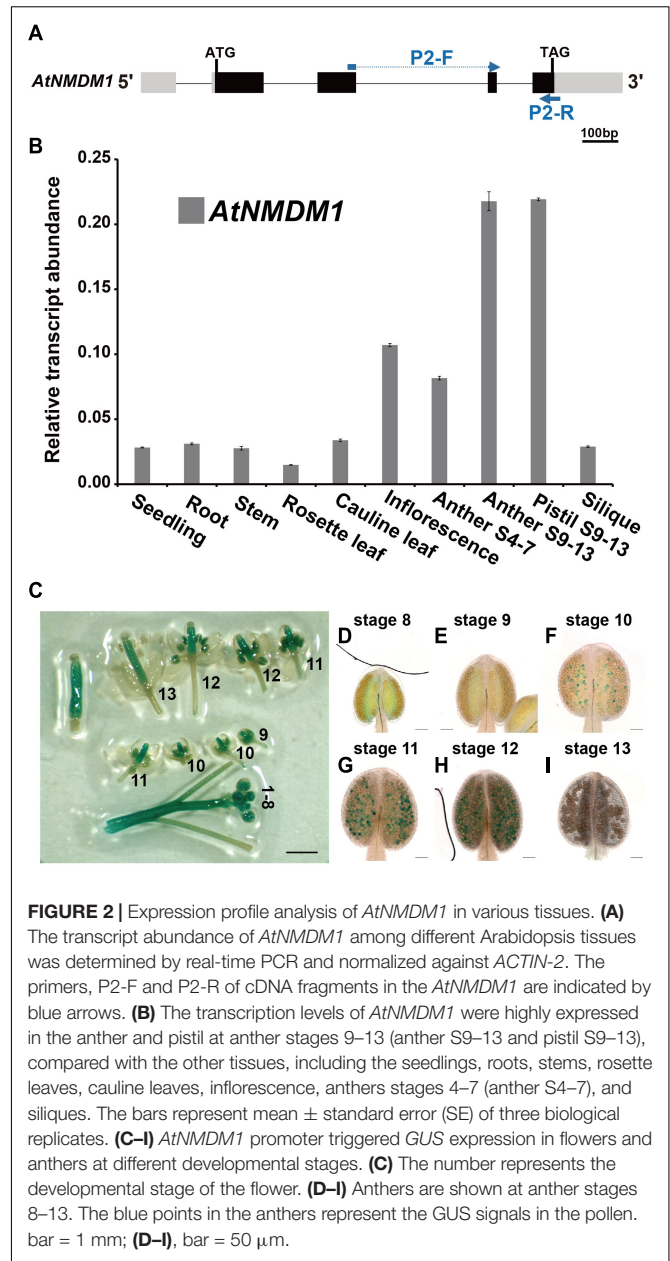 A
ATG
P2-F
TAG
AtNMDM1 5'
3'
P2-R
100bp
B
0.25
0.20
0.15
0.10
0.05
0.00
Relative transcript abundance
AtNMDM1
Seedling
Root
Stem
Rosette leaf
Cauline leaf
Inflorescence
Anther S4-7
Anther S9-13
Pistil S9-13
Silique
C
13
12
12
11
11
10
10
9
1-8
D
stage 8
E
stage 9
F
stage 10
G
stage 11
H
stage 12
I
stage 13
FIGURE 2 | Expression profile analysis of AtNMDM1 in various tissues. (A)
The transcript abundance of AtNMDM1 among different Arabidopsis tissues
was determined by real-time PCR and normalized against ACTIN-2. The
primers, P2-F and P2-R of cDNA fragments in the AtNMDM1 are indicated by
blue arrows. (B) The transcription levels of AtNMDM1 were highly expressed
in the anther and pistil at anther stages 9–13 (anther S9–13 and pistil S9–13),
compared with the other tissues, including the seedlings, roots, stems, rosette
leaves, cauline leaves, inflorescence, anthers stages 4–7 (anther S4–7), and
siliques. The bars represent mean ± standard error (SE) of three biological
replicates. (C–I) AtNMDM1 promoter triggered GUS expression in flowers and
anthers at different developmental stages. (C) The number represents the
developmental stage of the flower. (D–I) Anthers are shown at anther stages
8–13. The blue points in the anthers represent the GUS signals in the pollen.
bar = 1 mm; (D–I), bar = 50 μm.